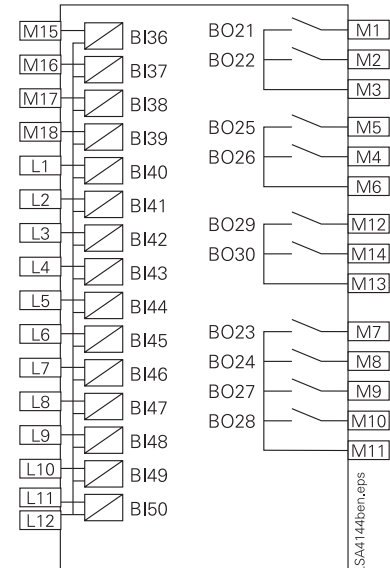 M15 BI36 BO21 M1
M16 BI37 BO22 M2
M17 BI38 M3
M18 BI39 BO25 M5
L1 BI40 BO26 M4
L2 BI41 M6
L3 BI42 BO29 M12
L4 BI43 BO30 M14
L5 BI44 M13
L6 BI45 BO23 M7
L7 BI46 BO24 M8
L8 BI47 BO27 M9
L9 BI48 BO28 M10
L10 BI49 M11
L11 BI50
L12
LSA4144ben.eps